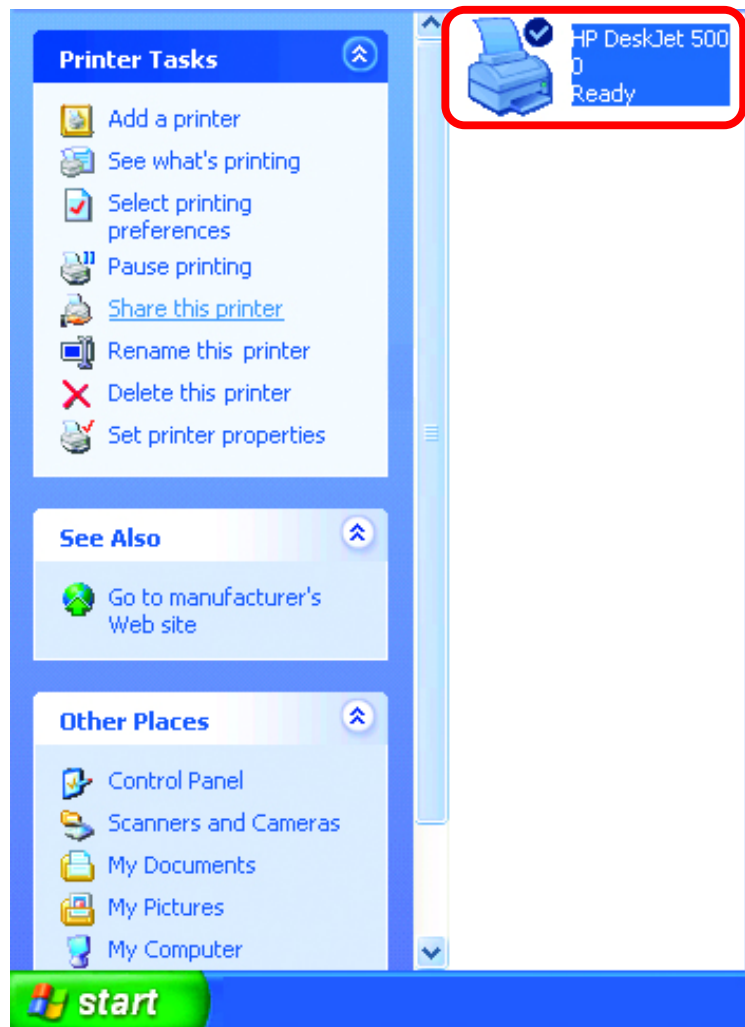 Printer Tasks
Add a printer
See what's printing
Select printing
preferences
Pause printing
Share this printer
Rename this printer
Delete this printer
Set printer properties
See Also
Go to manufacturer's
Web site
Other Places
Control Panel
Scanners and Cameras
My Documents
My Pictures
My Computer
HP DeskJet 500
0
Ready
start